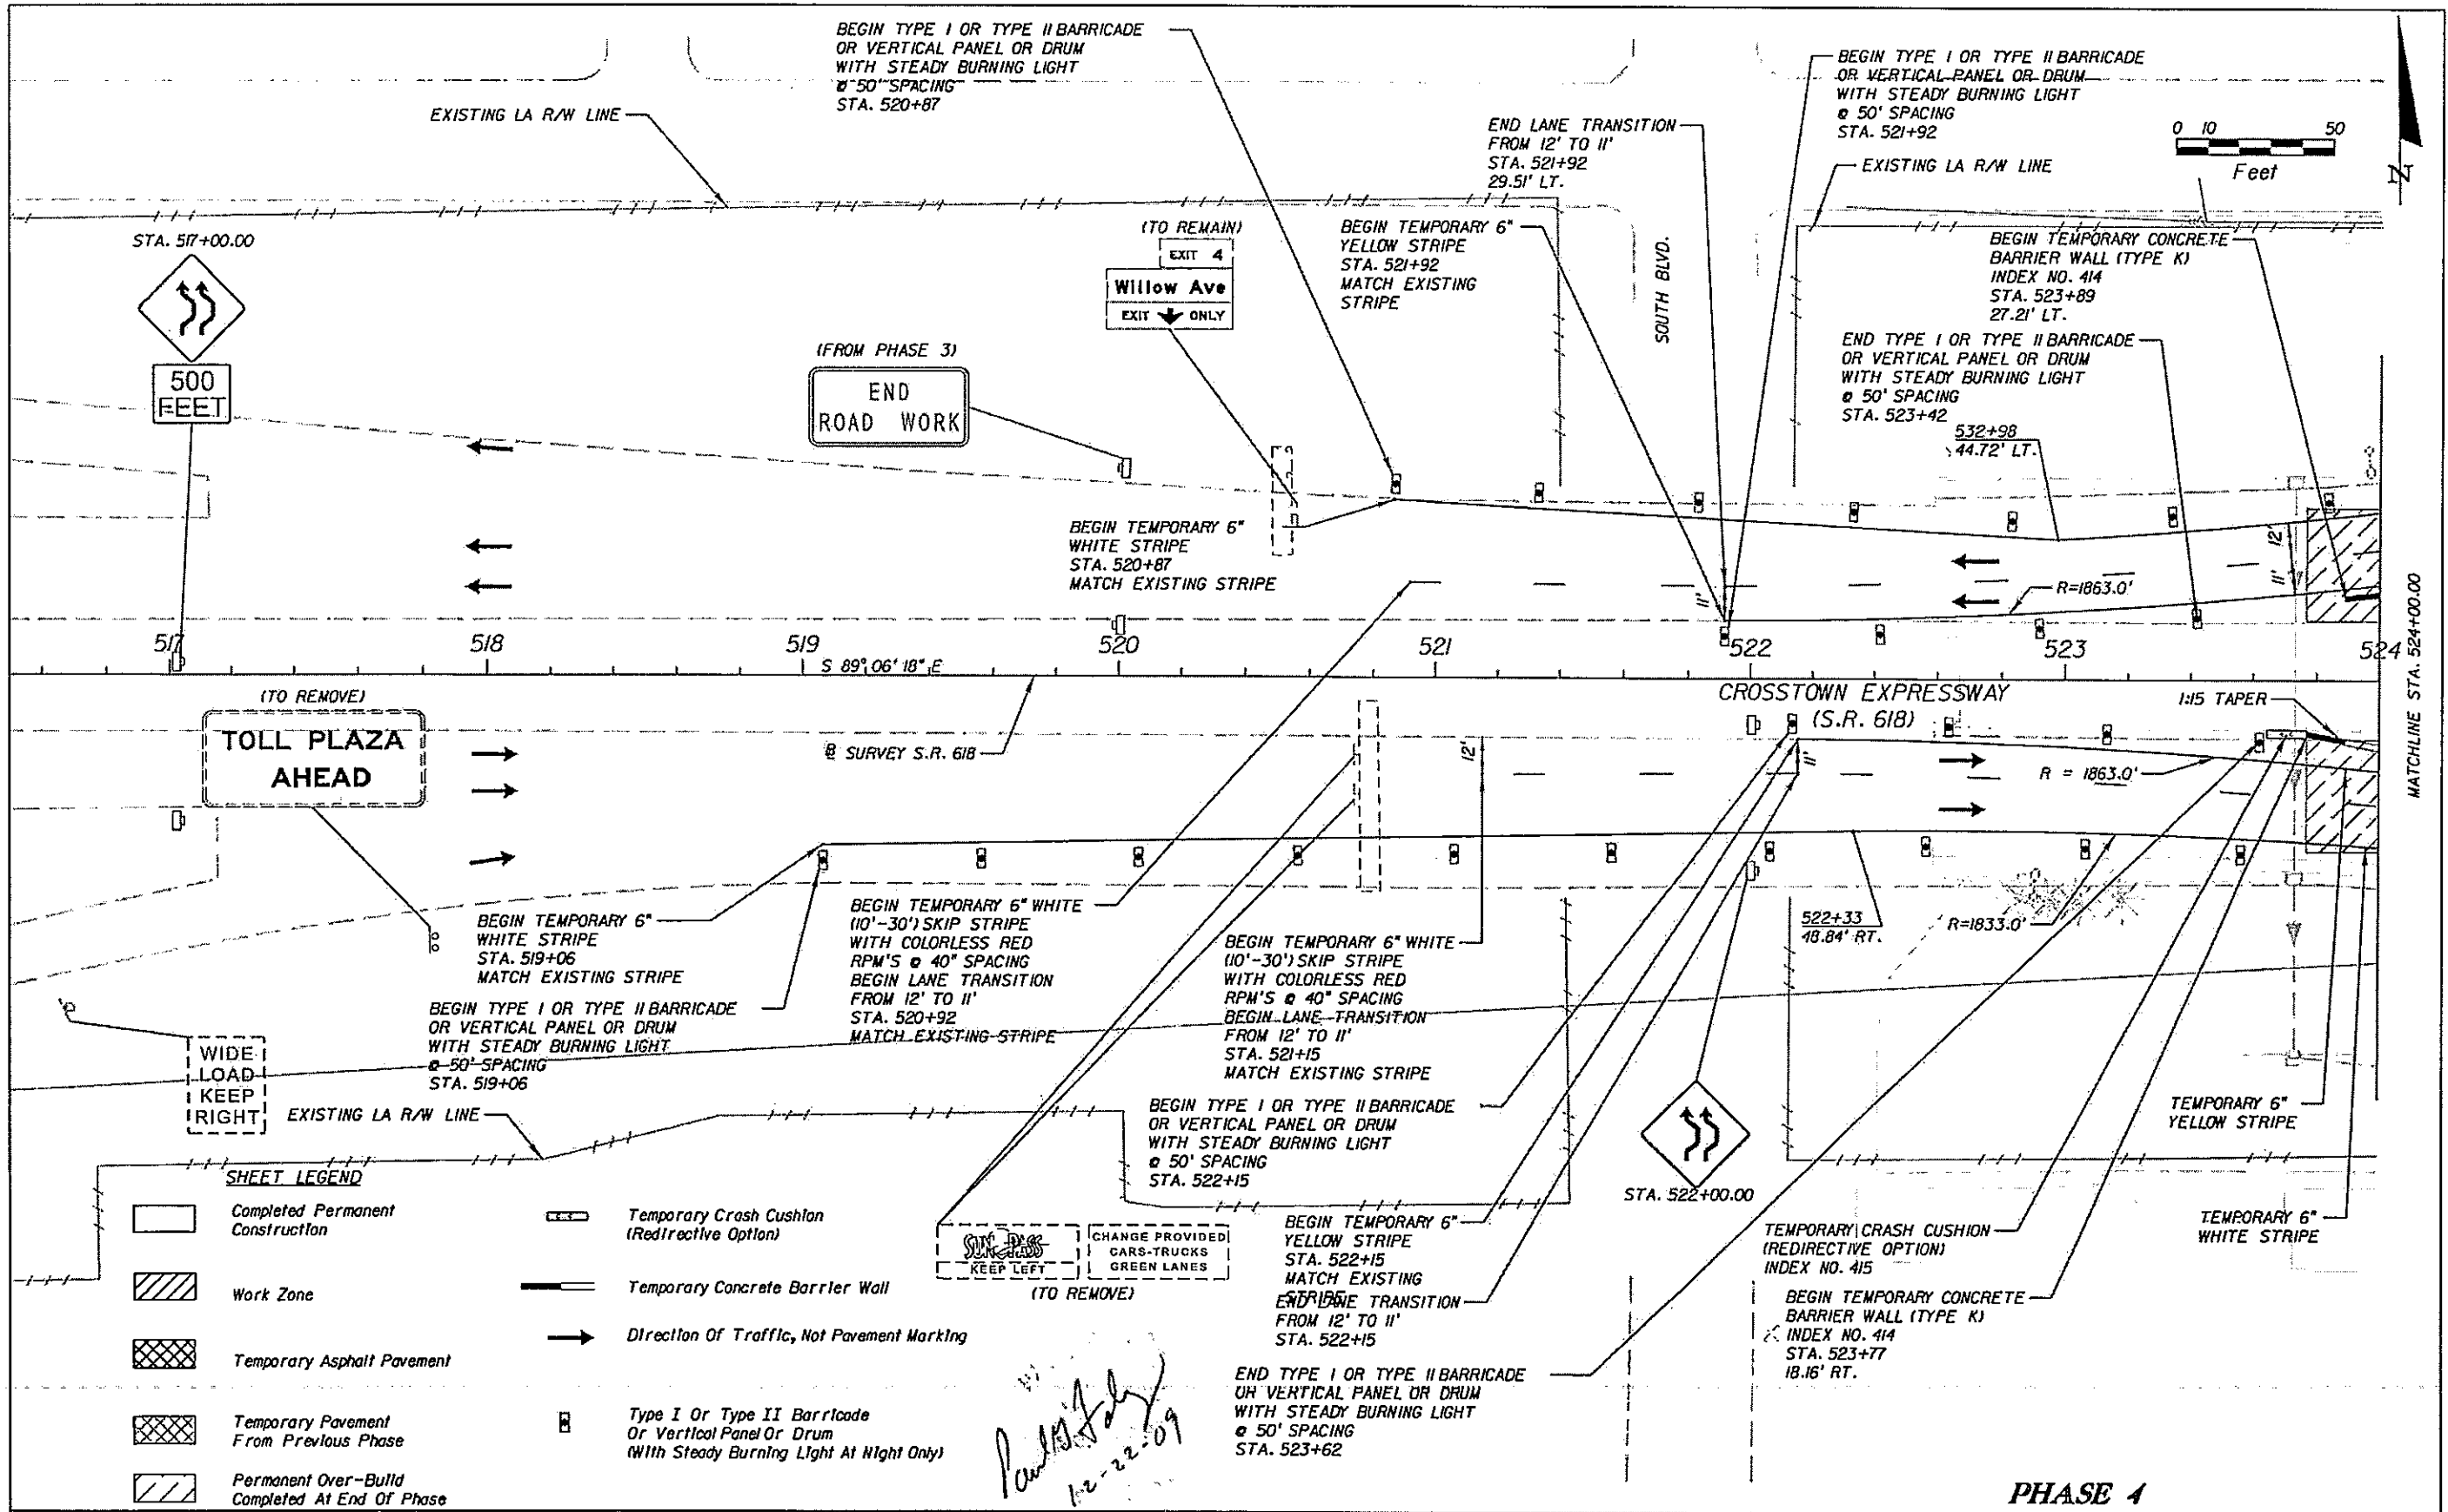 BEGIN TYPE I OR TYPE II BARRICADE
OR VERTICAL PANEL OR DRUM
WITH STEADY BURNING LIGHT
@ 50' SPACING
STA. 520+87
BEGIN TYPE I OR TYPE II BARRICADE
OR VERTICAL PANEL OR DRUM
WITH STEADY BURNING LIGHT
@ 50' SPACING
STA. 521+92
EXISTING LA R/W LINE
END LANE TRANSITION
FROM 12' TO 11'
STA. 521+92
29.51' LT.
0 10 50
Feet
N
EXISTING LA R/W LINE
STA. 517+00.00
500
FEET
(TO REMAIN)
EXIT 4
Willow Ave
EXIT ONLY
BEGIN TEMPORARY 6"
YELLOW STRIPE
STA. 521+92
MATCH EXISTING
STRIPE
SOUTH BLVD.
BEGIN TEMPORARY CONCRETE
BARRIER WALL (TYPE K)
INDEX NO. 414
STA. 523+89
27.21' LT.
(FROM PHASE 3)
END
ROAD WORK
END TYPE I OR TYPE II BARRICADE
OR VERTICAL PANEL OR DRUM
WITH STEADY BURNING LIGHT
@ 50' SPACING
STA. 523+42
532+98
44.72' LT.
BEGIN TEMPORARY 6"
WHITE STRIPE
STA. 520+87
MATCH EXISTING STRIPE
12'
11'
11'
R=1863.0'
MATCHLINE STA. 524+00.00
517 518 519 520 521 522 523 524
S 89° 06' 18" E
(TO REMOVE)
TOLL PLAZA
AHEAD
B SURVEY S.R. 618
CROSSTOWN EXPRESSWAY
(S.R. 618)
1:15 TAPER
12'
11'
R = 1863.0'
BEGIN TEMPORARY 6"
WHITE STRIPE
STA. 519+06
MATCH EXISTING STRIPE
BEGIN TEMPORARY 6" WHITE
(10'-30') SKIP STRIPE
WITH COLORLESS RED
RPM'S @ 40" SPACING
BEGIN LANE TRANSITION
FROM 12' TO 11'
STA. 520+92
MATCH EXISTING STRIPE
BEGIN TEMPORARY 6" WHITE
(10'-30') SKIP STRIPE
WITH COLORLESS RED
RPM'S @ 40" SPACING
BEGIN LANE TRANSITION
FROM 12' TO 11'
STA. 521+15
MATCH EXISTING STRIPE
522+33
48.84' RT.
R=1833.0'
BEGIN TYPE I OR TYPE II BARRICADE
OR VERTICAL PANEL OR DRUM
WITH STEADY BURNING LIGHT
@ 50' SPACING
STA. 519+06
WIDE
LOAD
KEEP
RIGHT
EXISTING LA R/W LINE
BEGIN TYPE I OR TYPE II BARRICADE
OR VERTICAL PANEL OR DRUM
WITH STEADY BURNING LIGHT
@ 50' SPACING
STA. 522+15
STA. 522+00.00
TEMPORARY 6"
YELLOW STRIPE
TEMPORARY 6"
WHITE STRIPE
SHEET LEGEND
Completed Permanent
Construction
Work Zone
Temporary Asphalt Pavement
Temporary Pavement
From Previous Phase
Permanent Over-Build
Completed At End Of Phase
Temporary Crash Cushion
(Redirective Option)
Temporary Concrete Barrier Wall
Direction Of Traffic, Not Pavement Marking
Type I Or Type II Barricade
Or Vertical Panel Or Drum
(With Steady Burning Light At Night Only)
SUN PASS
KEEP LEFT
CHANGE PROVIDED
CARS-TRUCKS
GREEN LANES
(TO REMOVE)
BEGIN TEMPORARY 6"
YELLOW STRIPE
STA. 522+15
MATCH EXISTING
STRIPE
END LANE TRANSITION
FROM 12' TO 11'
STA. 522+15
TEMPORARY CRASH CUSHION
(REDIRECTIVE OPTION)
INDEX NO. 415
BEGIN TEMPORARY CONCRETE
BARRIER WALL (TYPE K)
INDEX NO. 414
STA. 523+77
18.16' RT.
END TYPE I OR TYPE II BARRICADE
OR VERTICAL PANEL OR DRUM
WITH STEADY BURNING LIGHT
@ 50' SPACING
STA. 523+62
12-22-09
PHASE 4